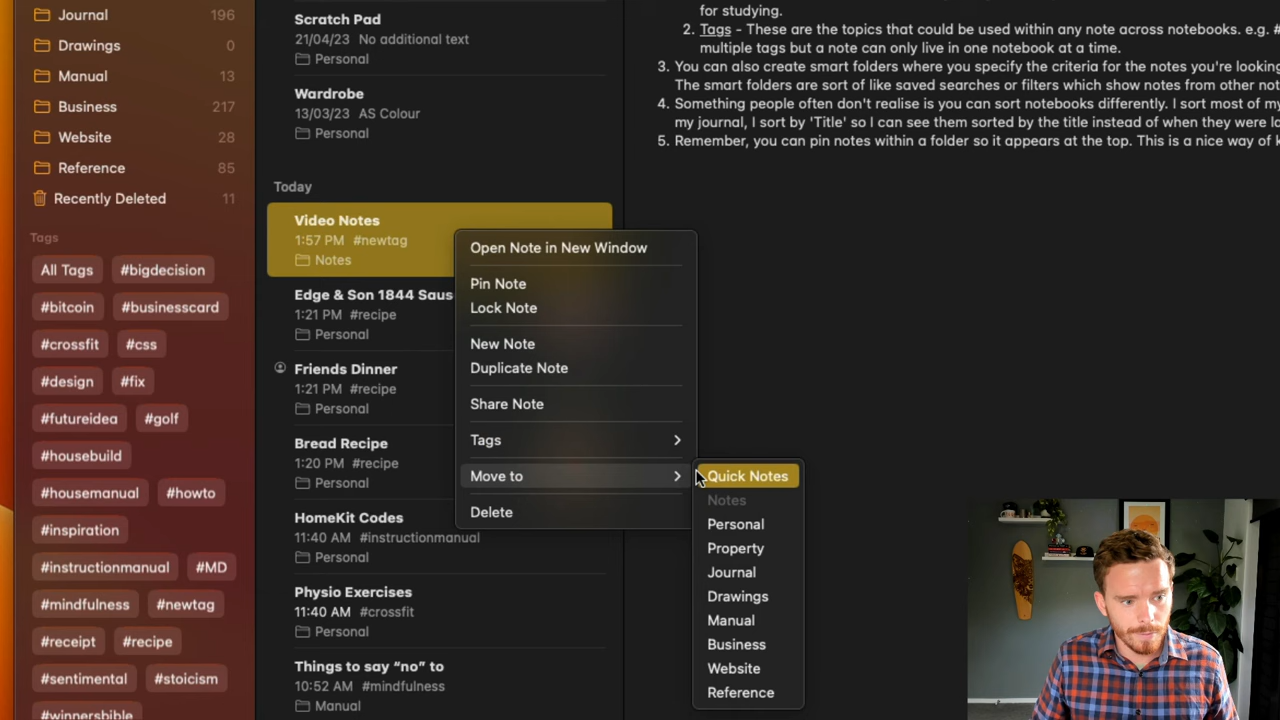 Journal 196
Drawings 0
Manual 13
Business 217
Website 28
Reference 85
Recently Deleted 11
Tags
All Tags #bigdecision
#bitcoin #businesscard
#crossfit #css
#design #fix
#futureidea #golf
#housebuild
#housemanual #howto
#inspiration
#instructionmanual #MD
#mindfulness #newtag
#receipt #recipe
#sentimental #stoicism
#winnersbible
Scratch Pad
21/04/23 No additional text
Personal
Wardrobe
13/03/23 AS Colour
Personal
Today
Video Notes
1:57 PM #newtag
Notes
Edge & Son 1844 Saus
1:21 PM #recipe
Personal
Friends Dinner
1:21 PM #recipe
Personal
Bread Recipe
1:20 PM #recipe
Personal
HomeKit Codes
11:40 AM #instructionmanual
Personal
Physio Exercises
11:40 AM #crossfit
Personal
Things to say “no” to
10:52 AM #mindfulness
Manual
Open Note in New Window
Pin Note
Lock Note
New Note
Duplicate Note
Share Note
Tags
Move to
Delete
Quick Notes
Notes
Personal
Property
Journal
Drawings
Manual
Business
Website
Reference
for studying.
2. Tags - These are the topics that could be used within any note across notebooks. e.g. #
multiple tags but a note can only live in one notebook at a time.
3. You can also create smart folders where you specify the criteria for the notes you're looking
The smart folders are sort of like saved searches or filters which show notes from other not
4. Something people often don't realise is you can sort notebooks differently. I sort most of my
my journal, I sort by 'Title' so I can see them sorted by the title instead of when they were
5. Remember, you can pin notes within a folder so it appears at the top. This is a nice way of